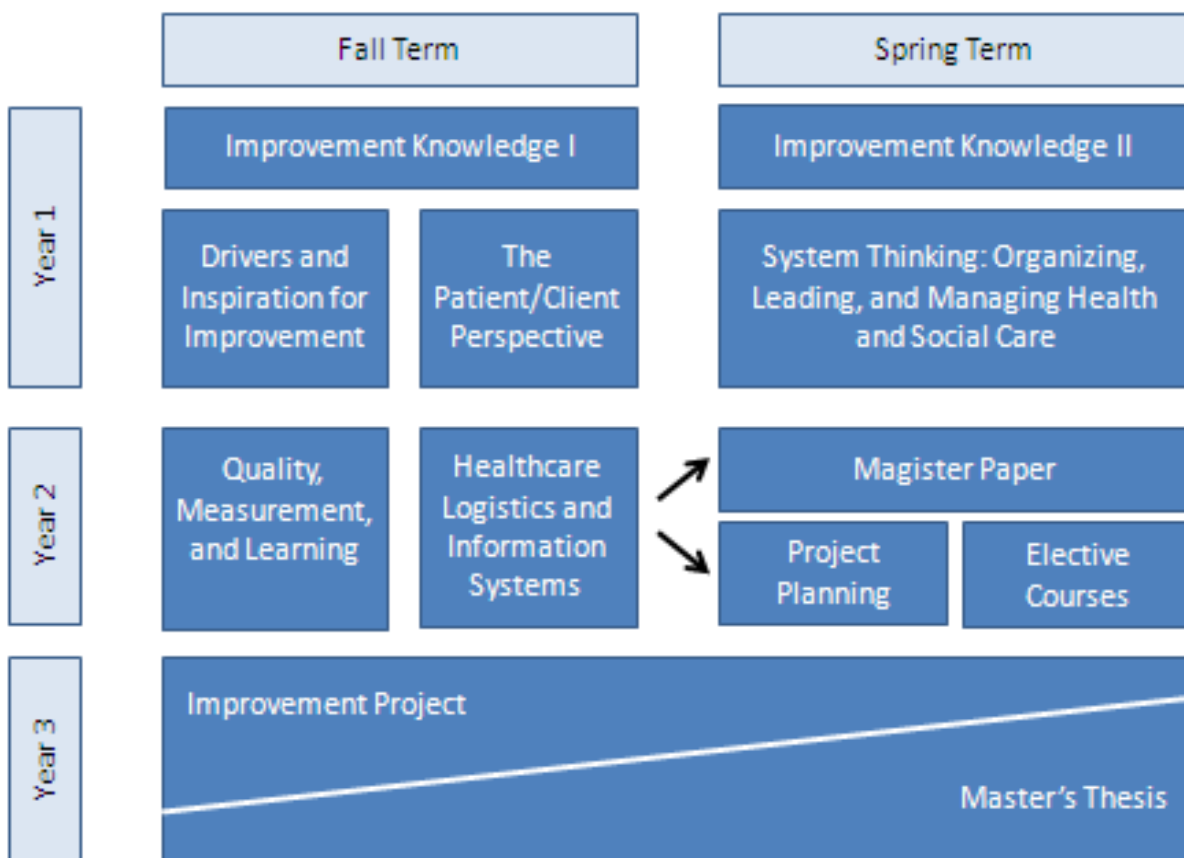 Fall Term
Spring Term
Year 1
Improvement Knowledge I
Improvement Knowledge II
Drivers and
Inspiration for
Improvement
The
Patient/Client
Perspective
System Thinking: Organizing,
Leading, and Managing Health
and Social Care
Year 2
Quality,
Measurement,
and Learning
Healthcare
Logistics and
Information
Systems
Magister Paper
Project
Planning
Elective
Courses
Year 3
Improvement Project
Master's Thesis